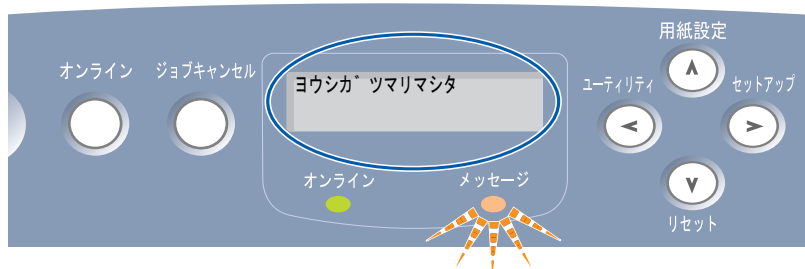 用紙設定
オンライン
ジョブキャンセル
ヨウシガ ツマリマシタ
ユーティリティ
セットアップ
オンライン
メッセージ
リセット